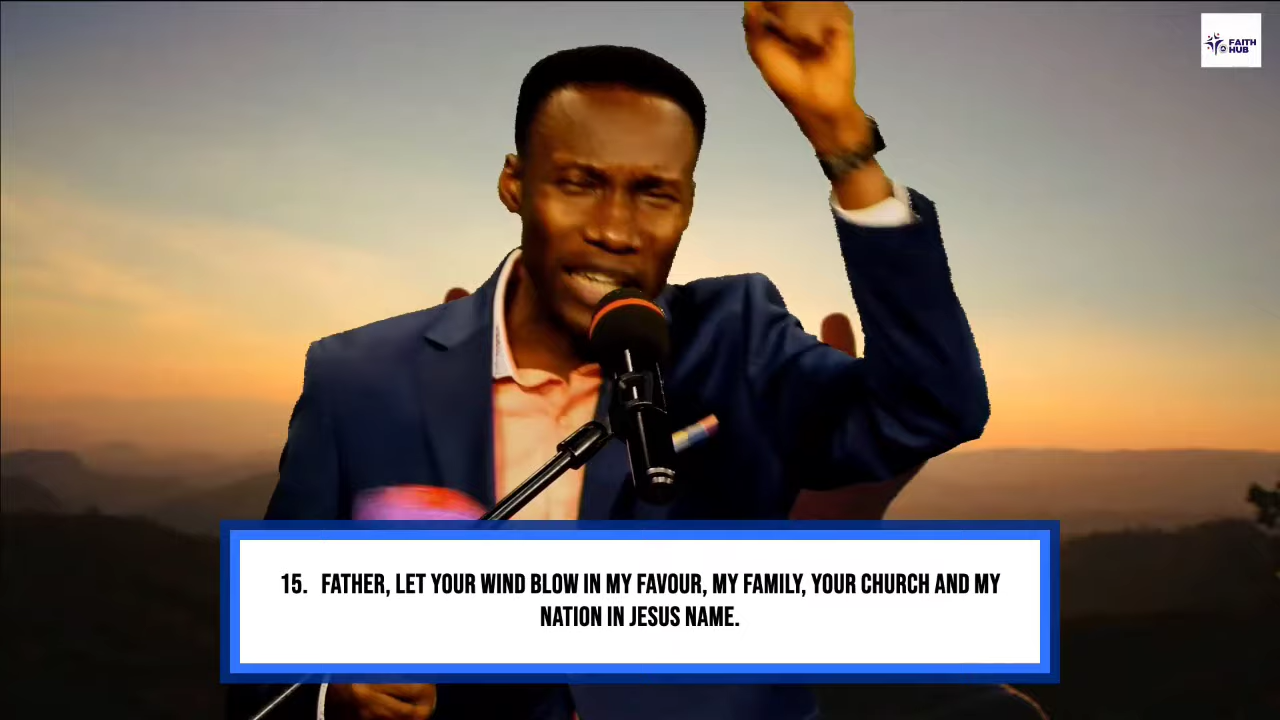 FAITH
HUB
15. FATHER, LET YOUR WIND BLOW IN MY FAVOUR, MY FAMILY, YOUR CHURCH AND MY
NATION IN JESUS NAME.